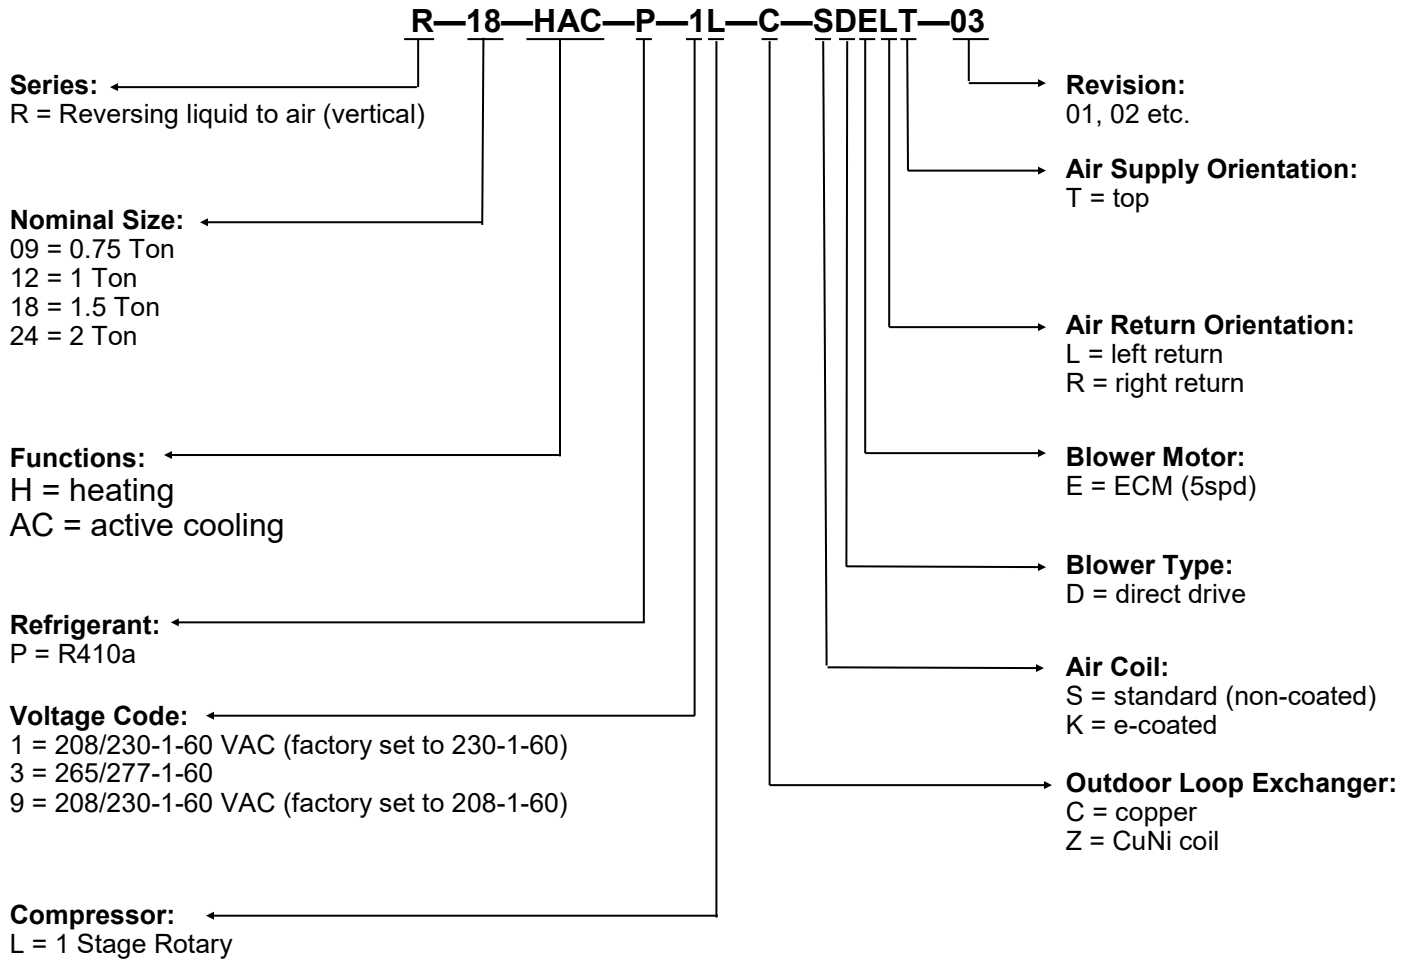 R—18—HAC—P—1L—C—SDELT—03
Series:
R = Reversing liquid to air (vertical)
Nominal Size:
09 = 0.75 Ton
12 = 1 Ton
18 = 1.5 Ton
24 = 2 Ton
Functions:
H = heating
AC = active cooling
Refrigerant:
P = R410a
Voltage Code:
1 = 208/230-1-60 VAC (factory set to 230-1-60)
3 = 265/277-1-60
9 = 208/230-1-60 VAC (factory set to 208-1-60)
Compressor:
L = 1 Stage Rotary
Revision:
01, 02 etc.
Air Supply Orientation:
T = top
Air Return Orientation:
L = left return
R = right return
Blower Motor:
E = ECM (5spd)
Blower Type:
D = direct drive
Air Coil:
S = standard (non-coated)
K = e-coated
Outdoor Loop Exchanger:
C = copper
Z = CuNi coil